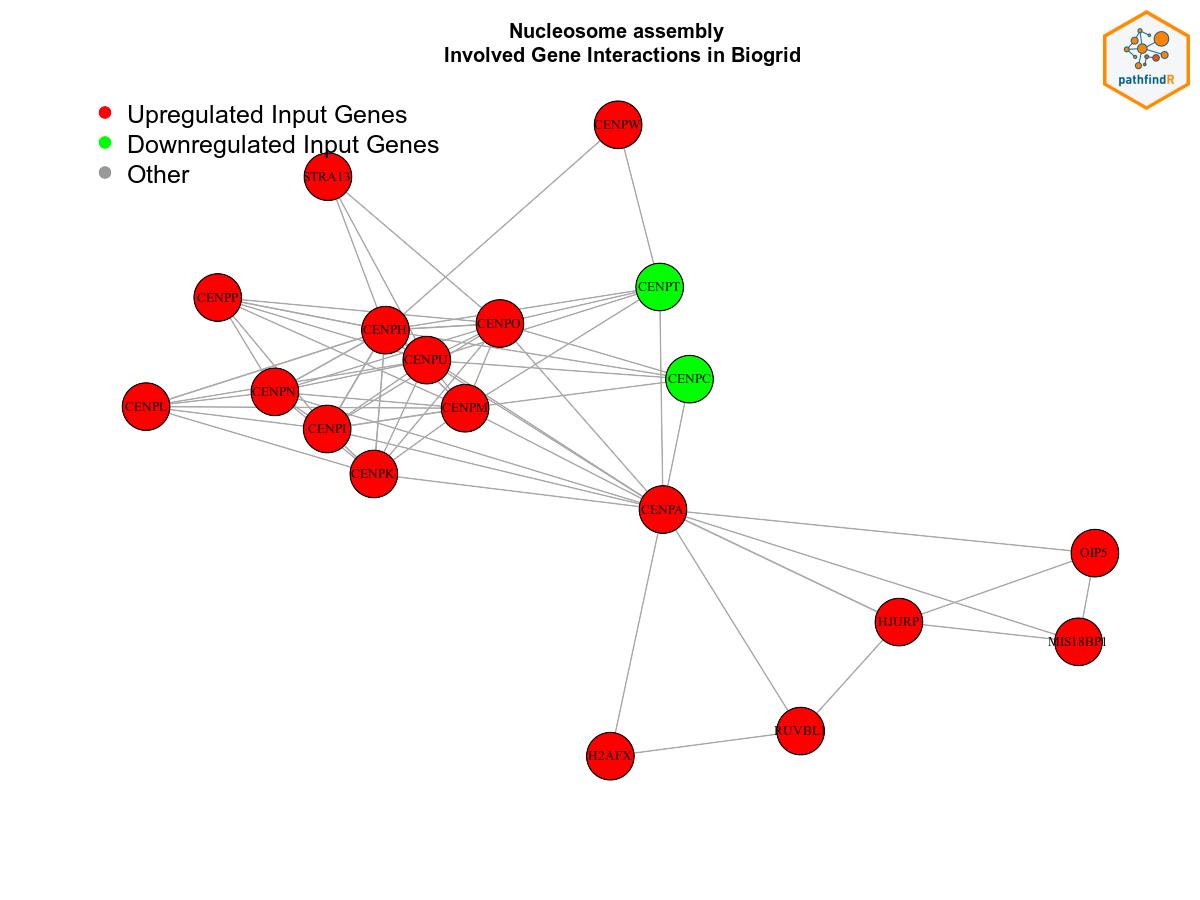 Nucleosome assembly
Involved Gene Interactions in Biogrid
pathfindR
Upregulated Input Genes
Downregulated Input Genes
Other
CENPW
STRA13
CENPT
CENPP
CENPO
CENPH
CENPU
CENPC
CENPN
CENPL
CENPM
CENPI
CENPK
CENPA
OIP5
HJURP
MIS18BP1
RUVBL1
H2AFX